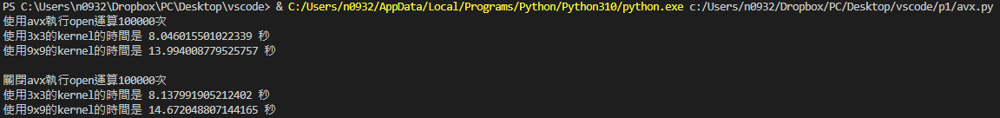 PS C:\Users\n0932\Dropbox\PC\Desktop\vscode> & C:/Users/n0932/AppData/Local/Programs/Python/Python310/python.exe c:/Users/n0932/Dropbox/PC/Desktop/vscode/p1/avx.py
使用avx執行open運算100000次
使用3x3的kernel的時間是 8.046015501022339 秒
使用9x9的kernel的時間是 13.994008779525757 秒
關閉avx執行open運算100000次
使用3x3的kernel的時間是 8.137991905212402 秒
使用9x9的kernel的時間是 14.672048807144165 秒